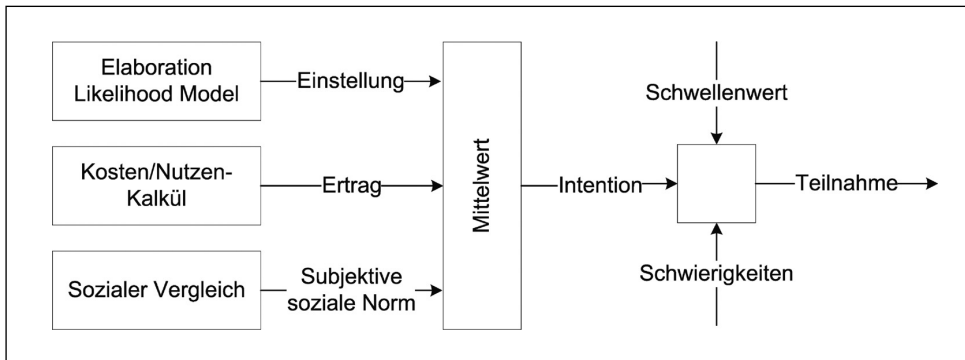 Elaboration
Likelihood Model
Einstellung
Kosten/Nutzen-
Kalkül
Ertrag
Sozialer Vergleich
Subjektive
soziale Norm
Mittelwert
Intention
Schwellenwert
Schwierigkeiten
Teilnahme